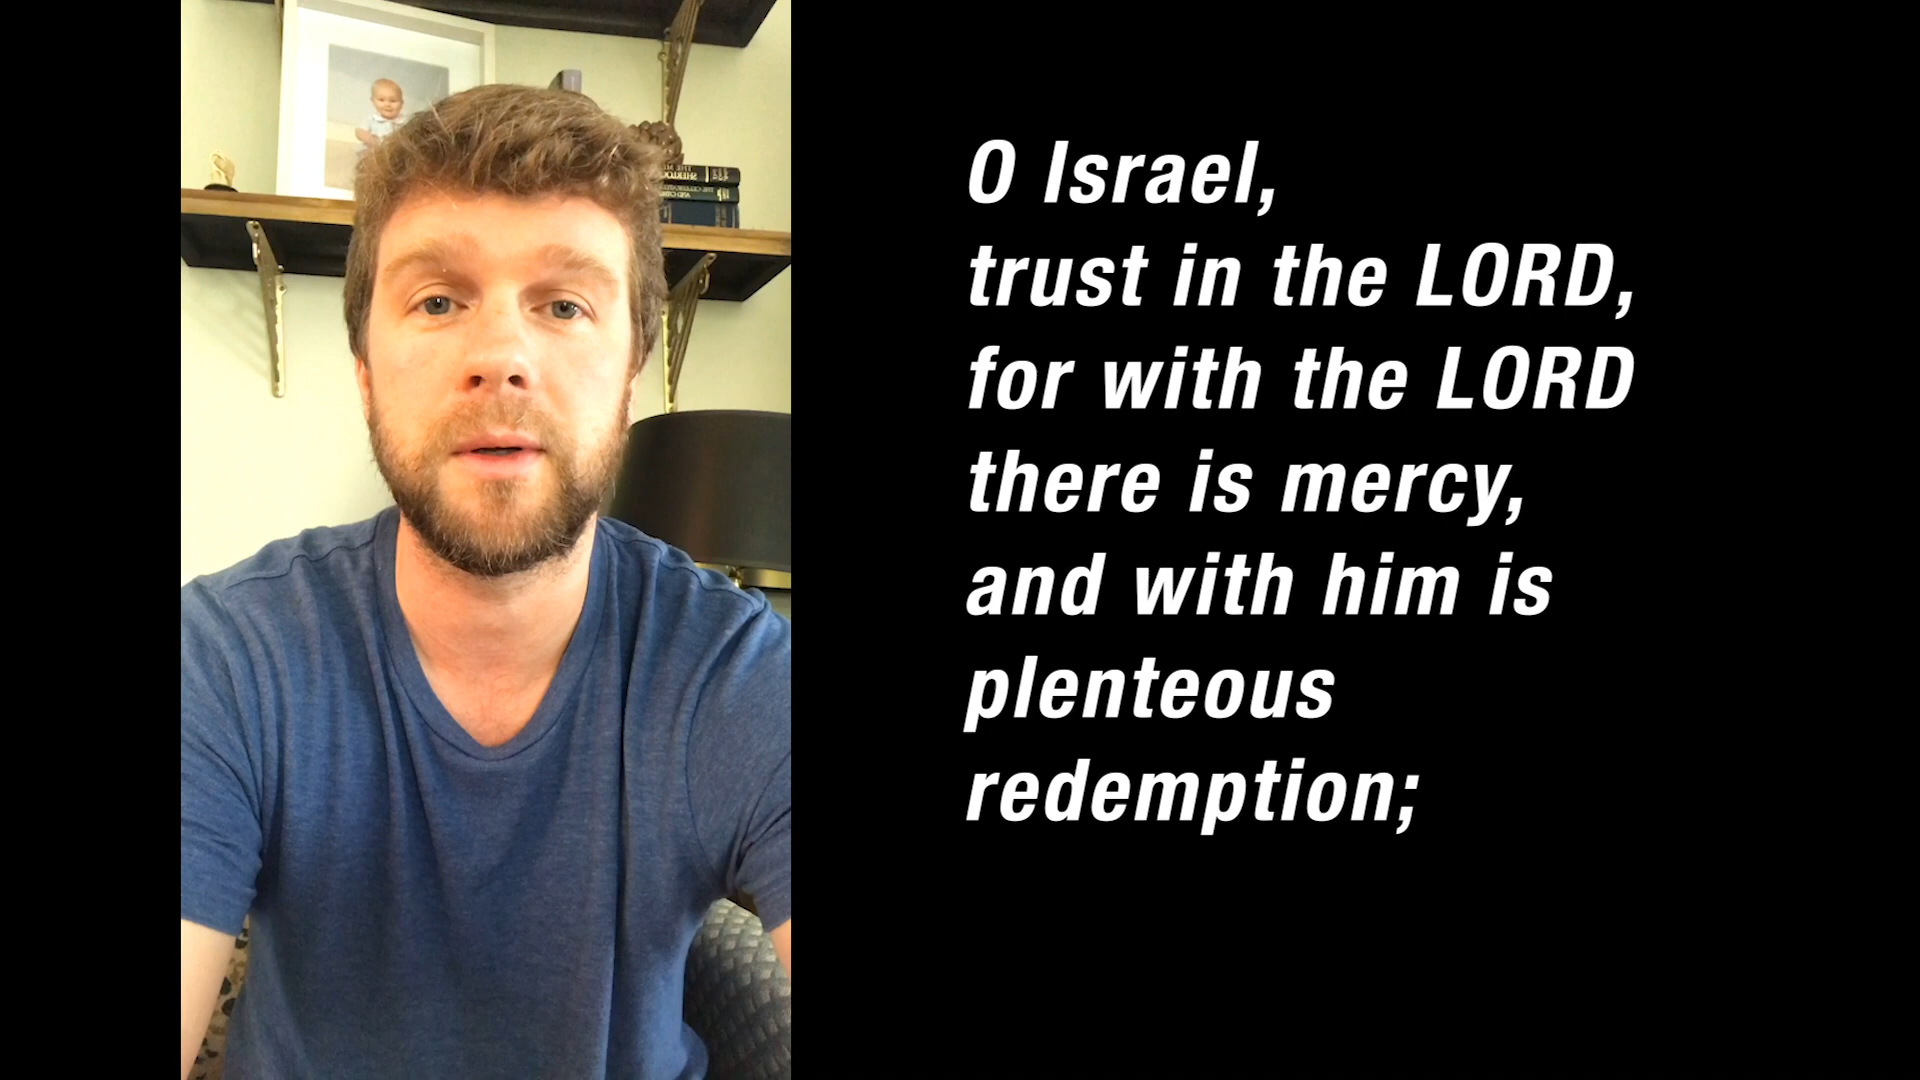 O Israel,
trust in the LORD,
for with the LORD
there is mercy,
and with him is
plenteous
redemption;